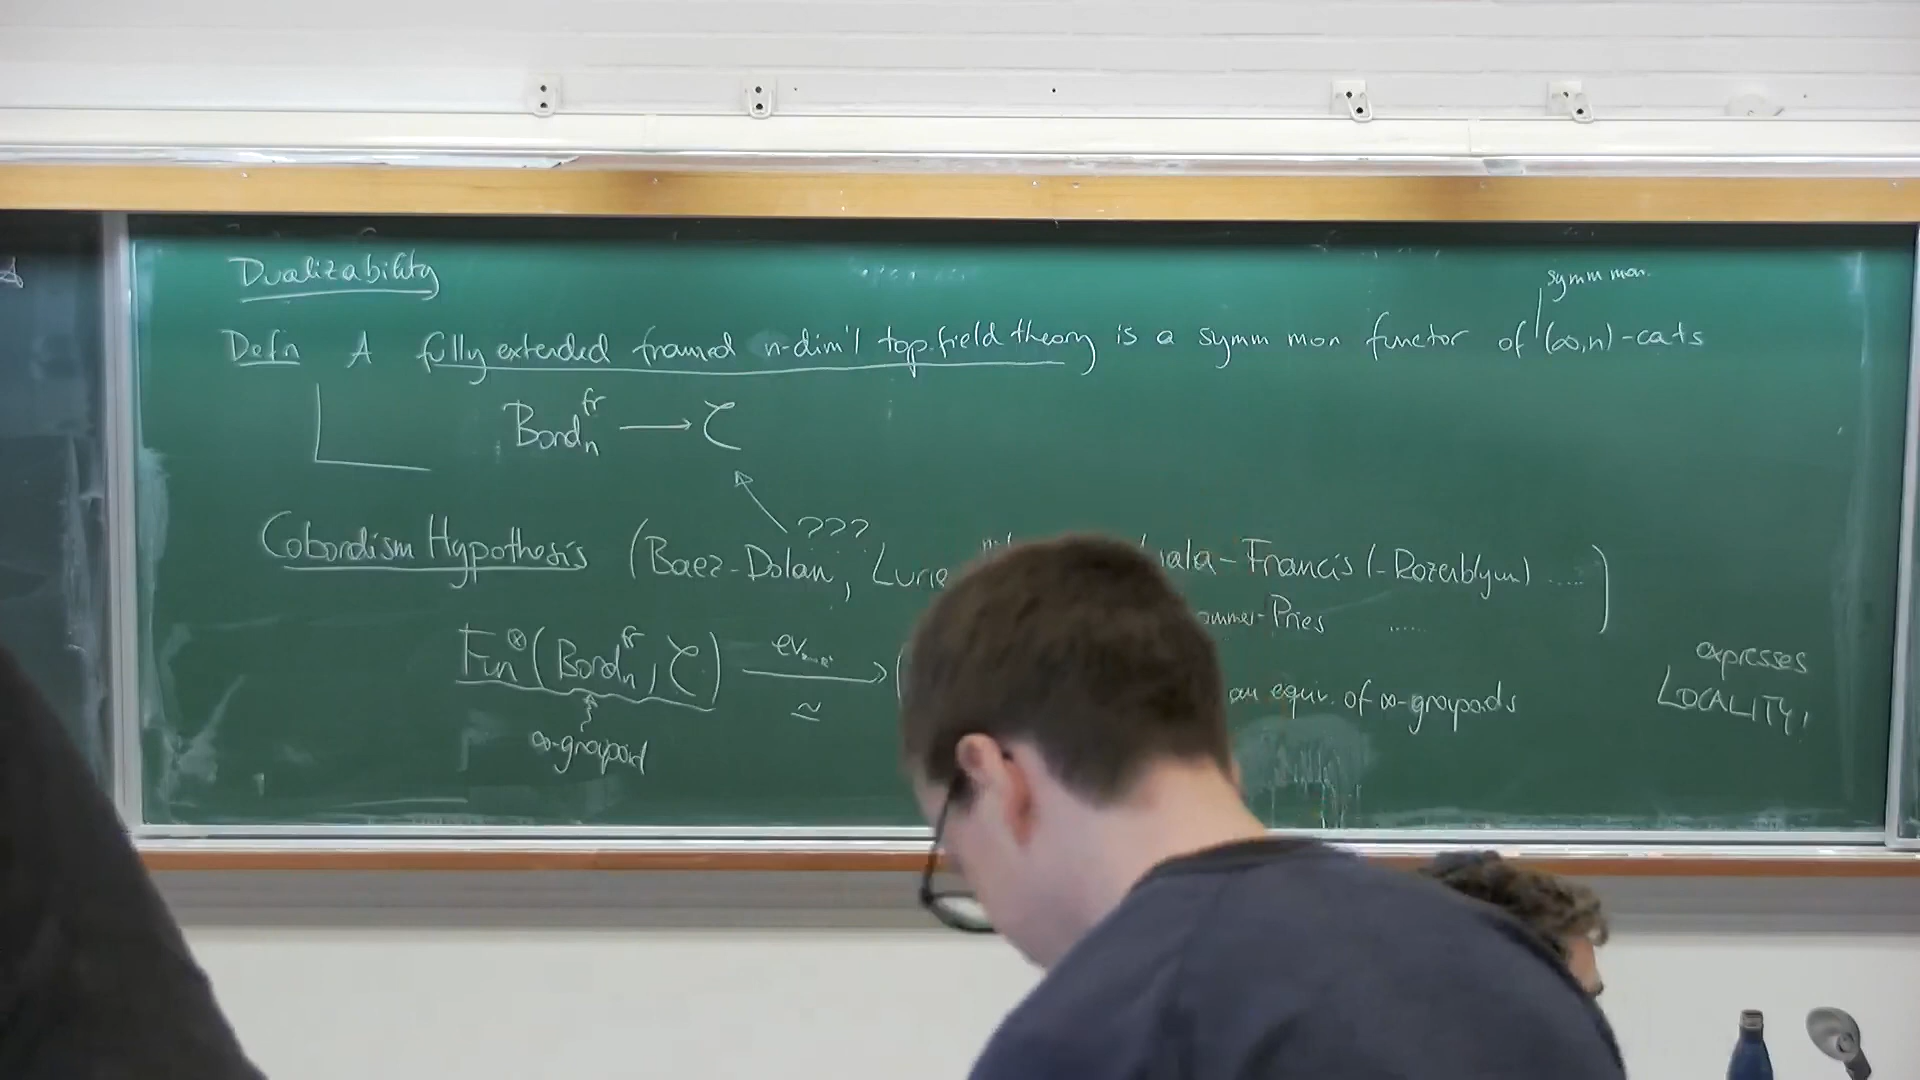 Dualizability
symm mon.
Defn A fully extended framed n-dim'l top. field theory is a symm mon functor of (∞,n)-cats
Bord_n^fr → C
???
Cobordism Hypothesis (Baez-Dolan, Lurie ala-Francis (-Rozenblyum) .....)
ommer-Pries .....
Fun^⊗(Bord_n^fr, C) ev → ( an equiv. of ∞-groupoids
≃
∞-groupoid
expresses
LOCALITY!